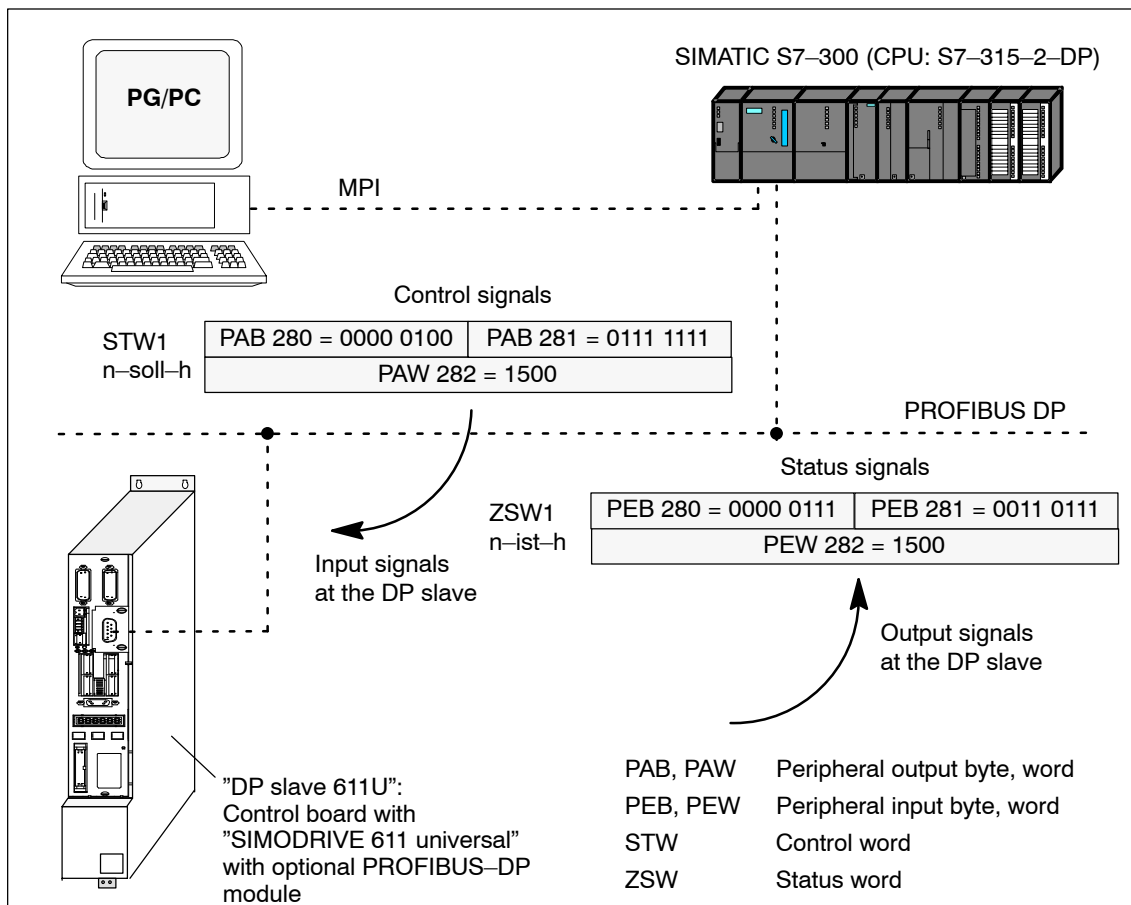 PG/PC
SIMATIC S7–300 (CPU: S7–315–2–DP)
MPI
Control signals
STW1
n–soll–h
PAB 280 = 0000 0100
PAB 281 = 0111 1111
PAW 282 = 1500
PROFIBUS DP
Status signals
ZSW1
n–ist–h
PEB 280 = 0000 0111
PEB 281 = 0011 0111
PEW 282 = 1500
Input signals
at the DP slave
Output signals
at the DP slave
”DP slave 611U”:
Control board with
”SIMODRIVE 611 universal”
with optional PROFIBUS–DP
module
PAB, PAW Peripheral output byte, word
PEB, PEW Peripheral input byte, word
STW Control word
ZSW Status word